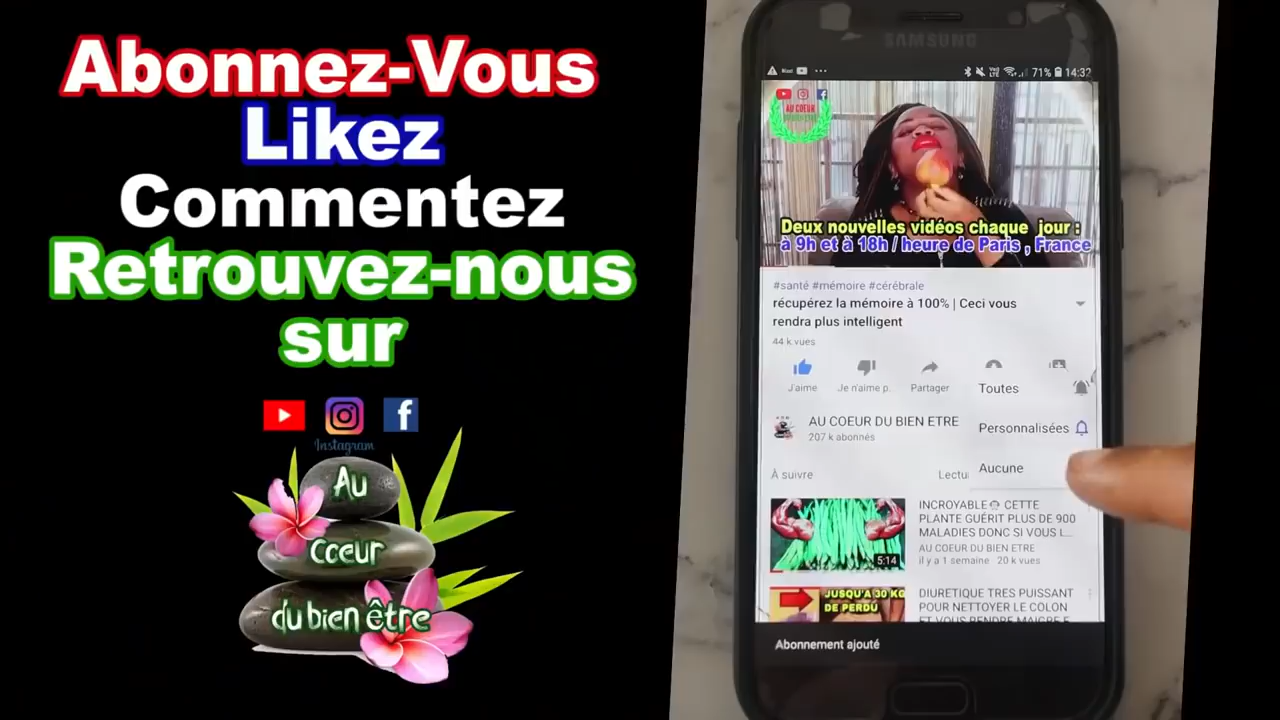 Abonnez-Vous
Likez
Commentez
Retrouvez-nous
sur
Instagram
Au
Coeur
du bien être
SAMSUNG
71% 14:32
AU COEUR
Deux nouvelles vidéos chaque jour :
à 9h et à 18h / heure de Paris , France
#santé #mémoire #cérébrale
récupérez la mémoire à 100% | Ceci vous
rendra plus intelligent
44 k vues
J'aime
Je n'aime p.
Partager
Toutes
AU COEUR DU BIEN ETRE
207 k abonnés
Personnalisées
Aucune
À suivre
Lectu
INCROYABLE CETTE
PLANTE GUÉRIT PLUS DE 900
MALADIES DONC SI VOUS L...
AU COEUR DU BIEN ETRE
il y a 1 semaine 20 k vues
5:14
JUSQU'A 30 KG
DE PERDU
DIURETIQUE TRES PUISSANT
POUR NETTOYER LE COLON
ET VOUS RENDRE MAIGRE E
Abonnement ajouté